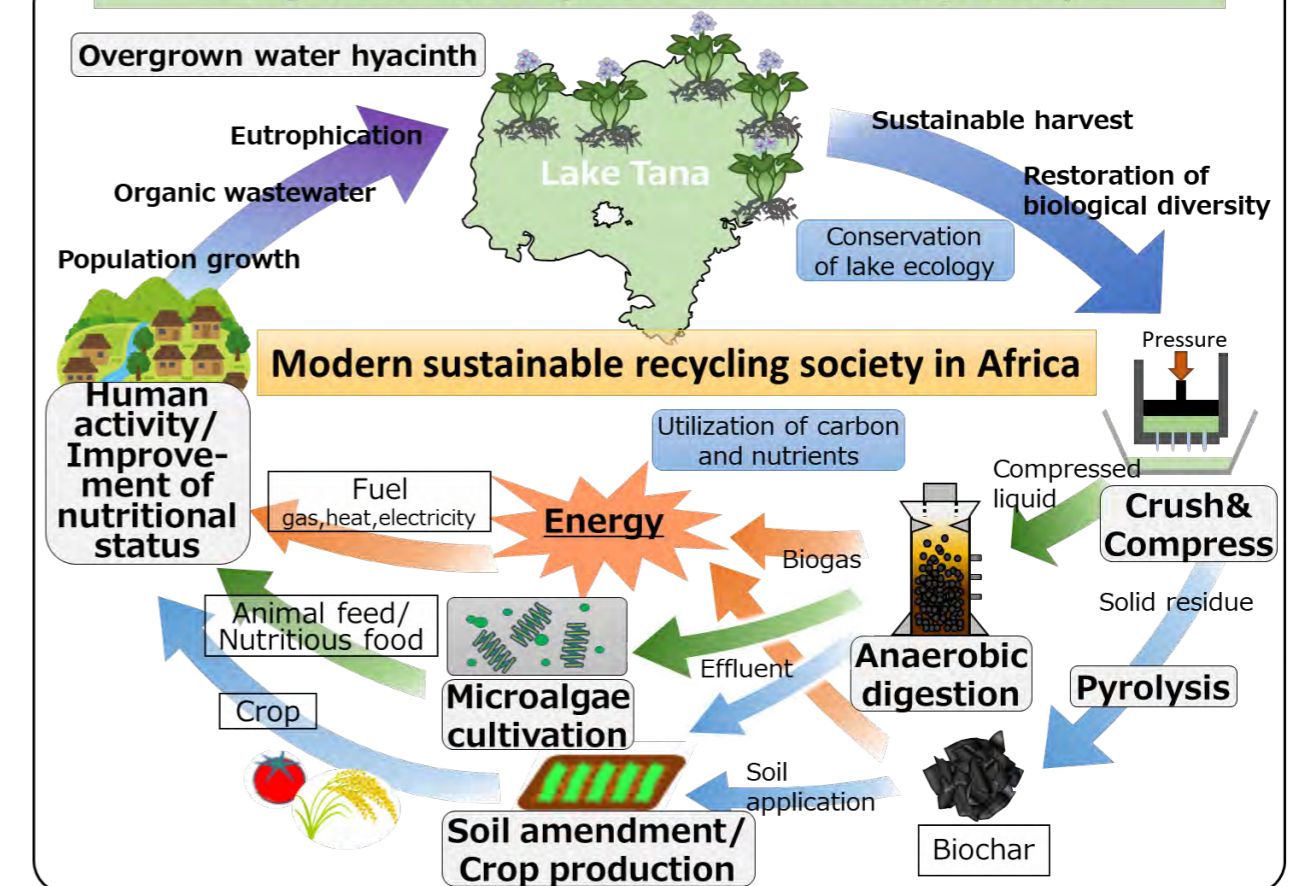 Overgrown water hyacinth
Eutrophication
Organic wastewater
Population growth
Lake Tana
Sustainable harvest
Restoration of
biological diversity
Conservation
of lake ecology
Modern sustainable recycling society in Africa
Pressure
Human
activity/
Improve-
ment of
nutritional
status
Utilization of carbon
and nutrients
Compressed
liquid
Crush&
Compress
Fuel
gas,heat,electricity
Energy
Biogas
Solid residue
Animal feed/
Nutritious food
Effluent
Anaerobic
digestion
Pyrolysis
Microalgae
cultivation
Crop
Soil
application
Soil amendment/
Crop production
Biochar